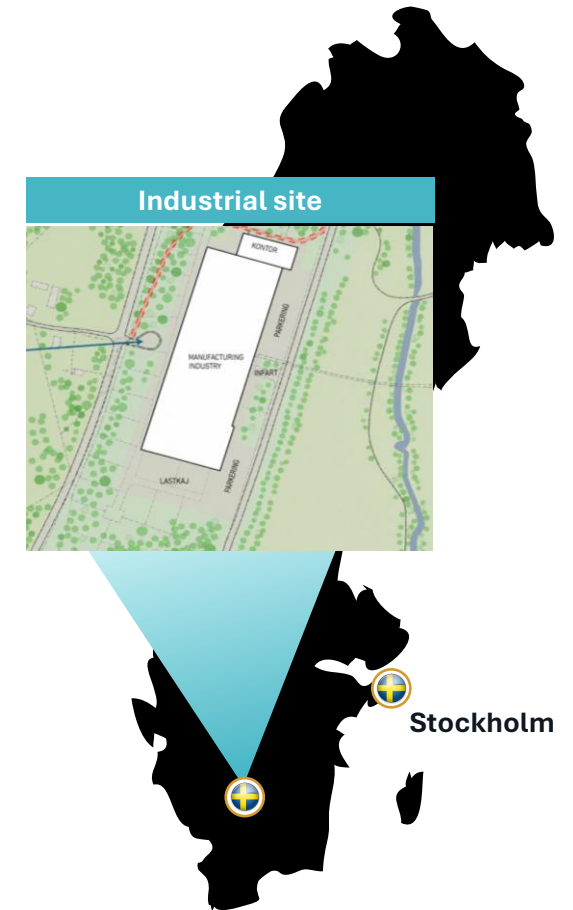 Industrial site
KONTOR
PARKERING
MANUFACTURING
INDUSTRY
INFART
PARKERING
LASTKAJ
Stockholm